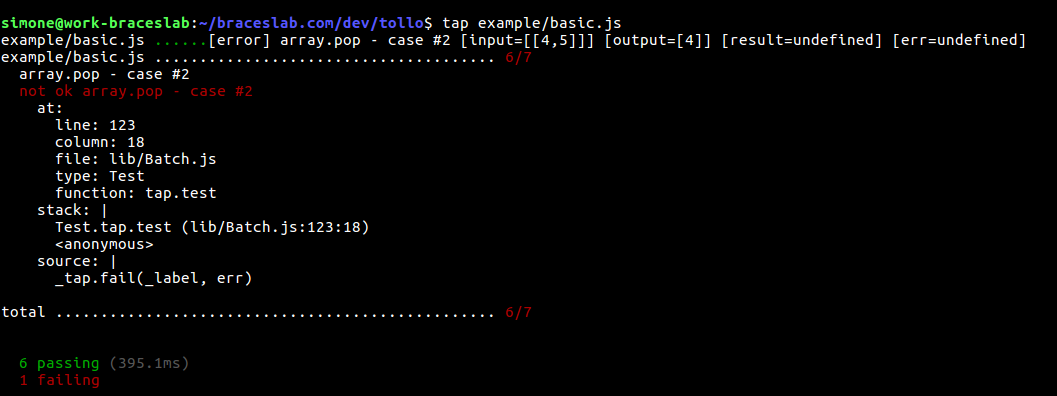 simone@work-braceslab:~/braceslab.com/dev/tollo$ tap example/basic.js
example/basic.js ......[error] array.pop - case #2 [input=[[4,5]]] [output=[4]] [result=undefined] [err=undefined]
example/basic.js ...................................... 6/7
  array.pop - case #2
  not ok array.pop - case #2
    at:
      line: 123
      column: 18
      file: lib/Batch.js
      type: Test
      function: tap.test
    stack: |
      Test.tap.test (lib/Batch.js:123:18)
      <anonymous>
    source: |
      _tap.fail(_label, err)
total ................................................. 6/7
  6 passing (395.1ms)
  1 failing